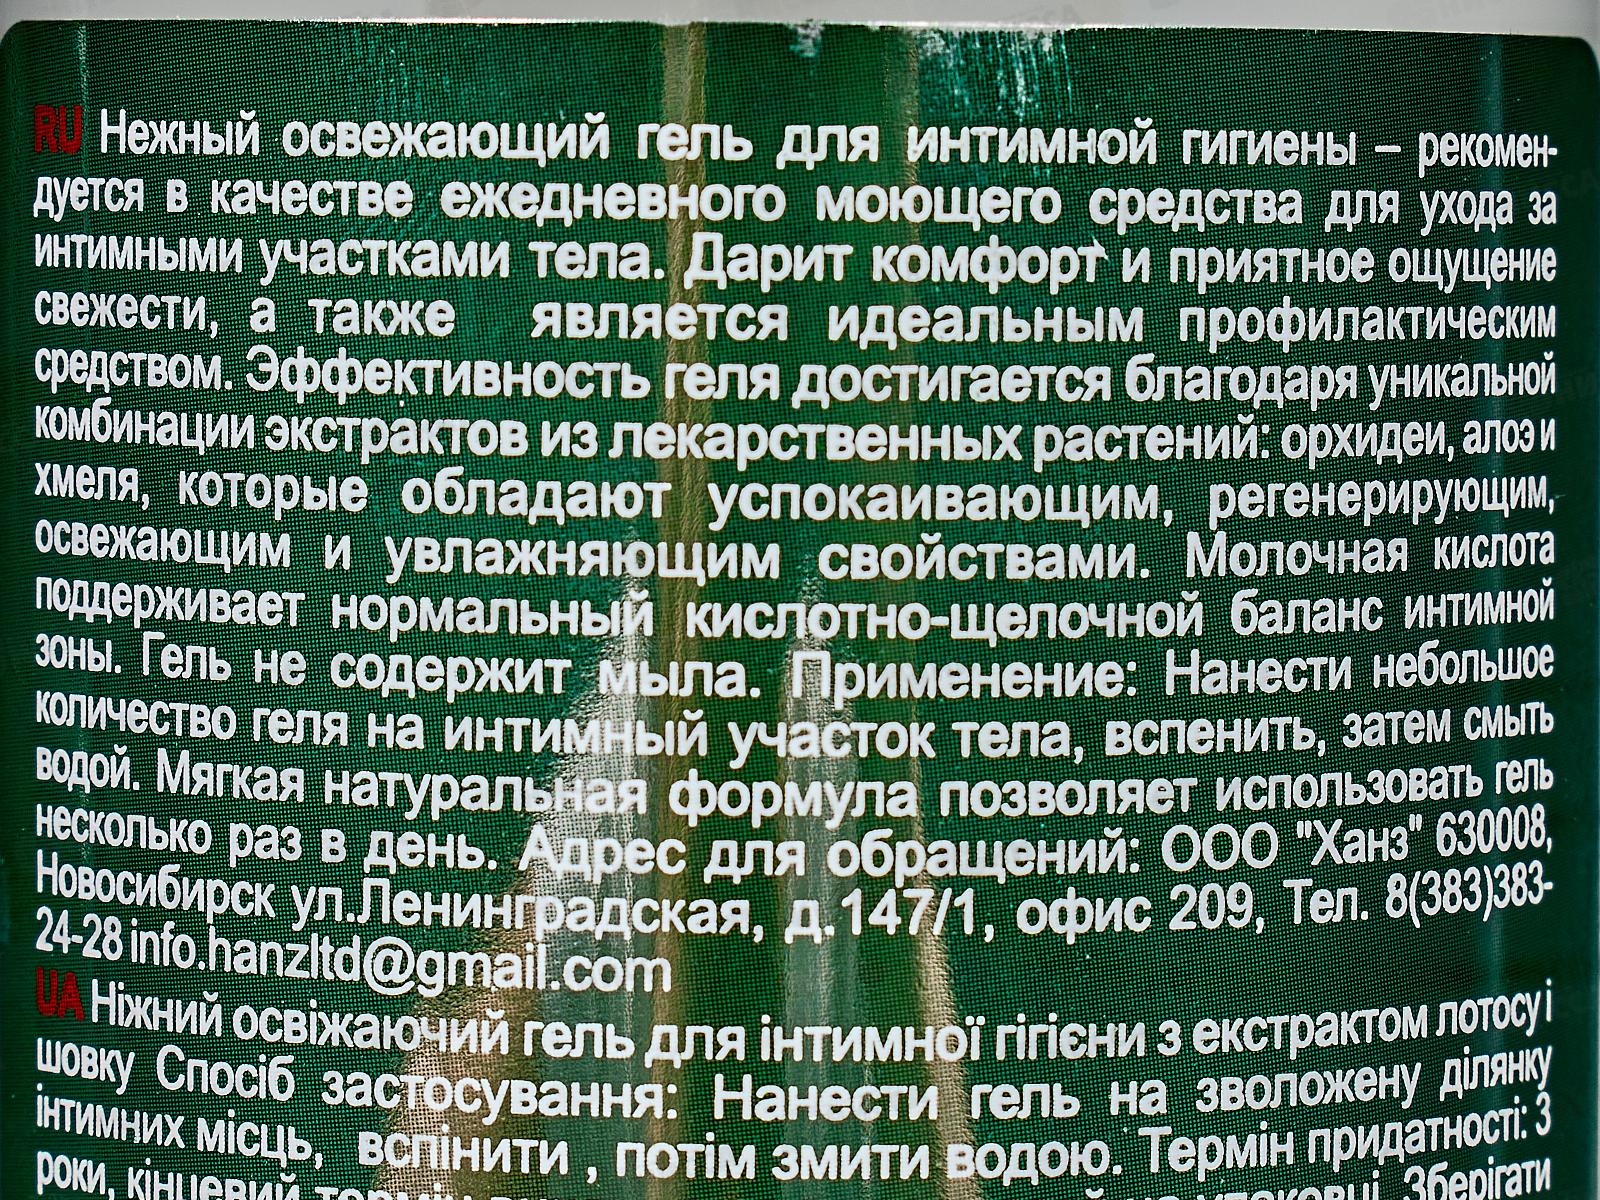 RU Нежный освежающий гель для интимной гигиены – рекомен-
дуется в качестве ежедневного моющего средства для ухода за
интимными участками тела. Дарит комфорт и приятное ощущение
свежести, а также является идеальным профилактическим
средством. Эффективность геля достигается благодаря уникальной
комбинации экстрактов из лекарственных растений: орхидеи, алоэ и
хмеля, которые обладают успокаивающим, регенерирующим,
освежающим и увлажняющим свойствами. Молочная кислота
поддерживает нормальный кислотно-щелочной баланс интимной
зоны. Гель не содержит мыла. Применение: Нанести небольшое
количество геля на интимный участок тела, вспенить, затем смыть
водой. Мягкая натуральная формула позволяет использовать гель
несколько раз в день. Адрес для обращений: ООО "Ханз" 630008,
Новосибирск ул.Ленинградская, д.147/1, офис 209, Тел. 8(383)383-
24-28 info.hanzltd@gmail.com
UA Ніжний освіжаючий гель для інтимної гігієни з екстрактом лотосу і
шовку Спосіб застосування: Нанести гель на зволожену ділянку
інтимних місць, вспінити , потім змити водою. Термін придатності: 3
роки, кінцевий термін упаковці. Зберігати